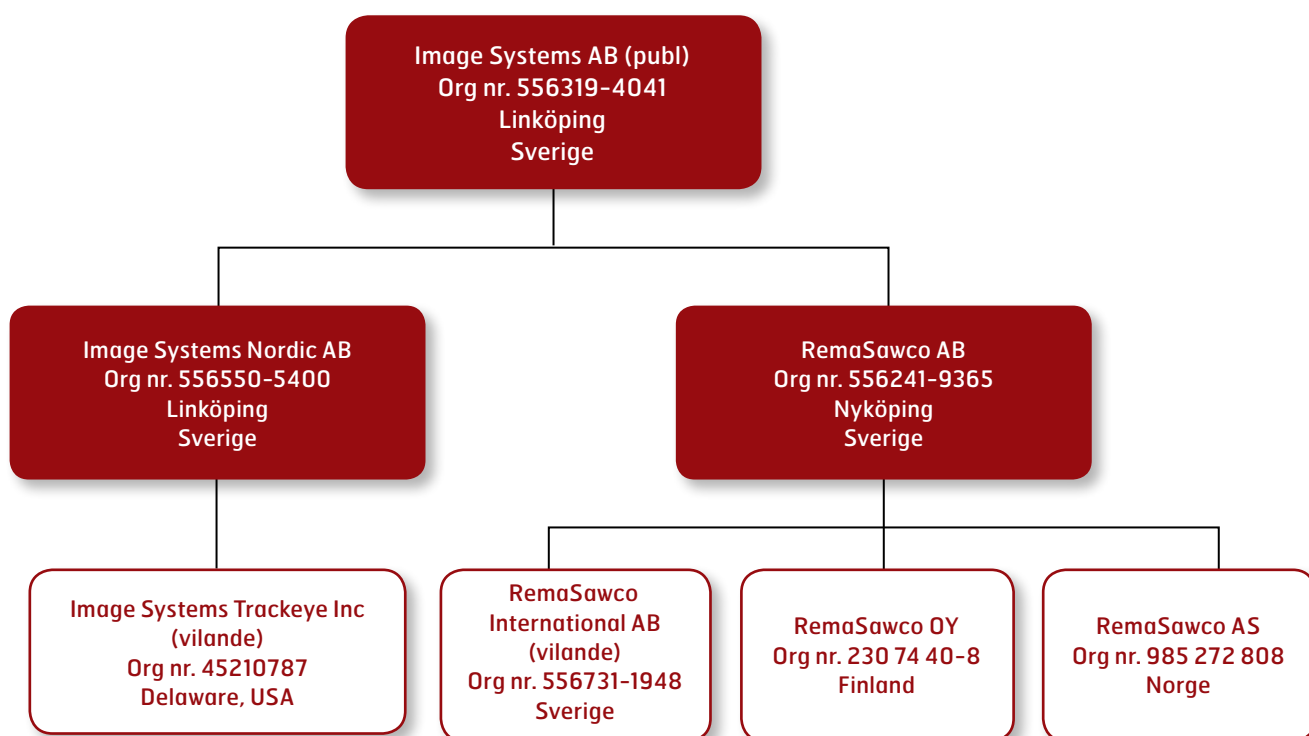 Image Systems AB (publ)
Org nr. 556319-4041
Linköping
Sverige
Image Systems Nordic AB
Org nr. 556550-5400
Linköping
Sverige
RemaSawco AB
Org nr. 556241-9365
Nyköping
Sverige
Image Systems Trackeye Inc
(vilande)
Org nr. 45210787
Delaware, USA
RemaSawco
International AB
(vilande)
Org nr. 556731-1948
Sverige
RemaSawco OY
Org nr. 230 74 40-8
Finland
RemaSawco AS
Org nr. 985 272 808
Norge